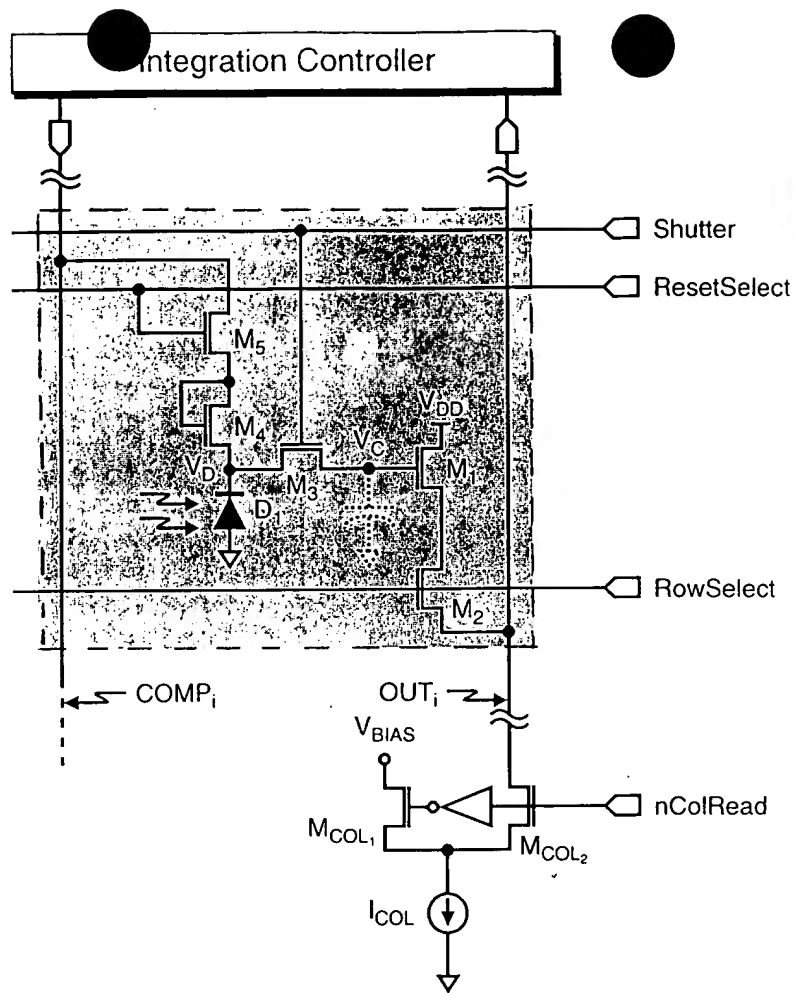 Integration Controller
Shutter
ResetSelect
M5
M4
VDD
VD
VC
M1
M3
D1
RowSelect
M2
COMPi
OUTi
VBIAS
nColRead
MCOL1
MCOL2
ICOL